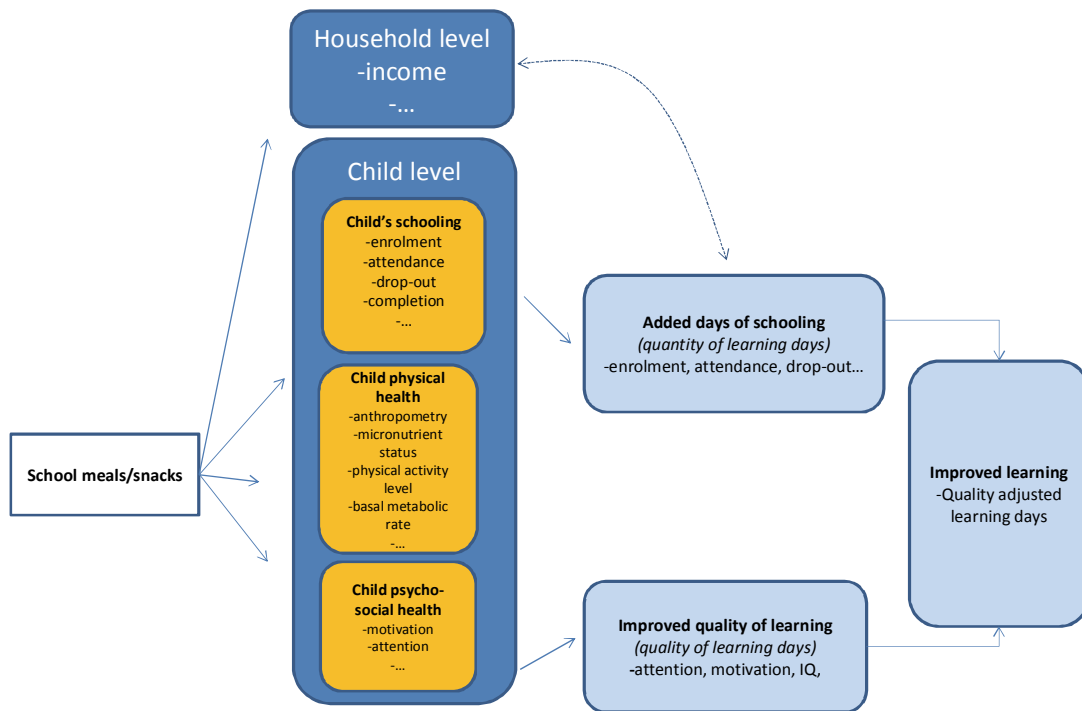 Household level
-income
-...
Child level
Child's schooling
-enrolment
-attendance
-drop-out
-completion
-...
Child physical
health
-anthropometry
-micronutrient
status
-physical activity
level
-basal metabolic
rate
-...
Child psycho-
social health
-motivation
-attention
-...
School meals/snacks
Added days of schooling
(quantity of learning days)
-enrolment, attendance, drop-out...
Improved quality of learning
(quality of learning days)
-attention, motivation, IQ,
Improved learning
-Quality adjusted
learning days